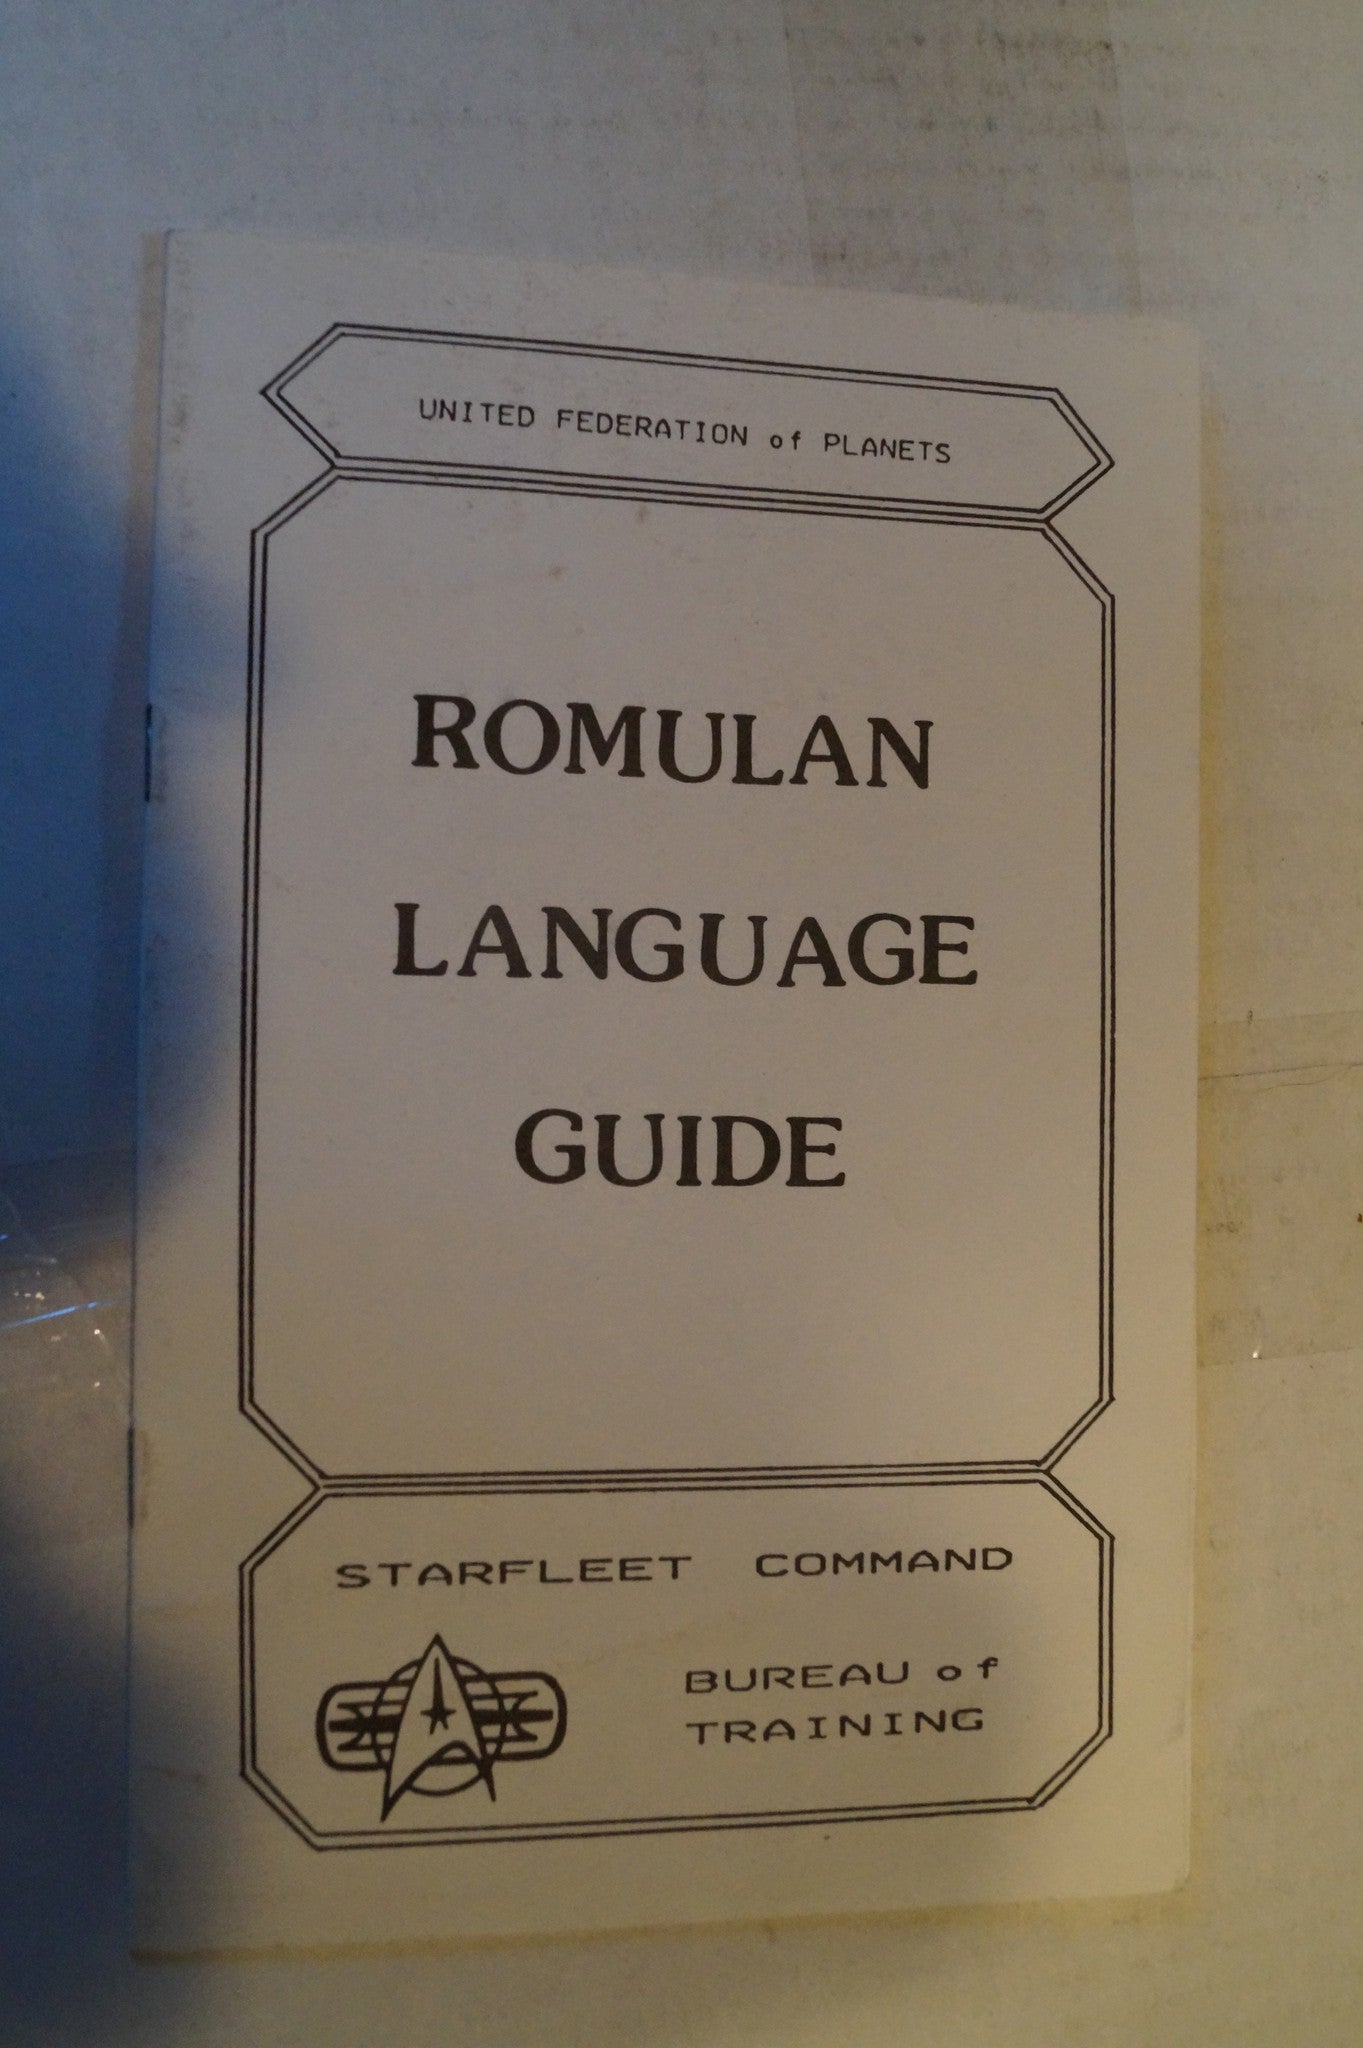 UNITED FEDERATION of PLANETS
ROMULAN
LANGUAGE
GUIDE
STARFLEET COMMAND
BUREAU of
TRAINING